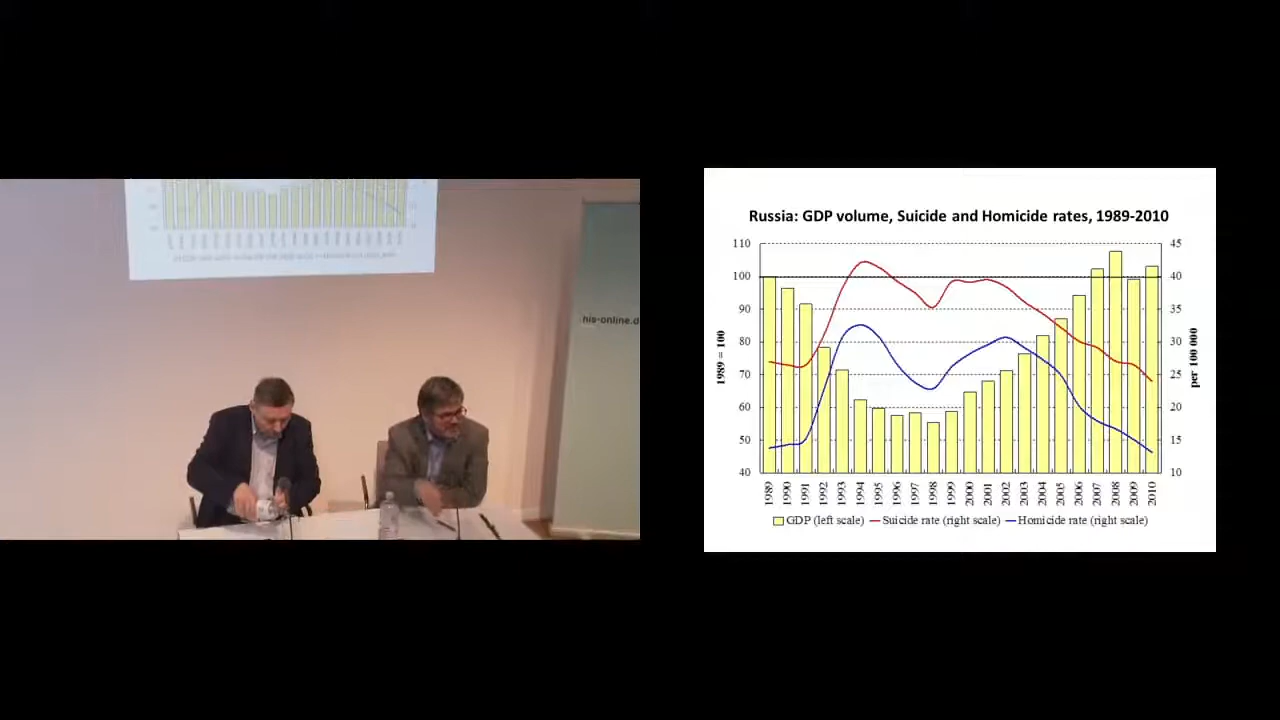 his-online.d
Russia: GDP volume, Suicide and Homicide rates, 1989-2010
110
100
90
80
70
60
50
40
1989 = 100
45
40
35
30
25
20
15
10
per 100 000
1989 1990 1991 1992 1993 1994 1995 1996 1997 1998 1999 2000 2001 2002 2003 2004 2005 2006 2007 2008 2009 2010
GDP (left scale) Suicide rate (right scale) Homicide rate (right scale)